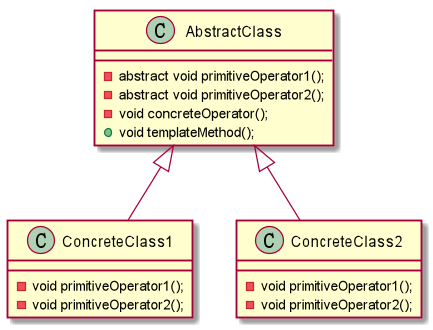 C AbstractClass
abstract void primitiveOperator1();
abstract void primitiveOperator2();
void concreteOperator();
void templateMethod();
C ConcreteClass1
void primitiveOperator1();
void primitiveOperator2();
C ConcreteClass2
void primitiveOperator1();
void primitiveOperator2();